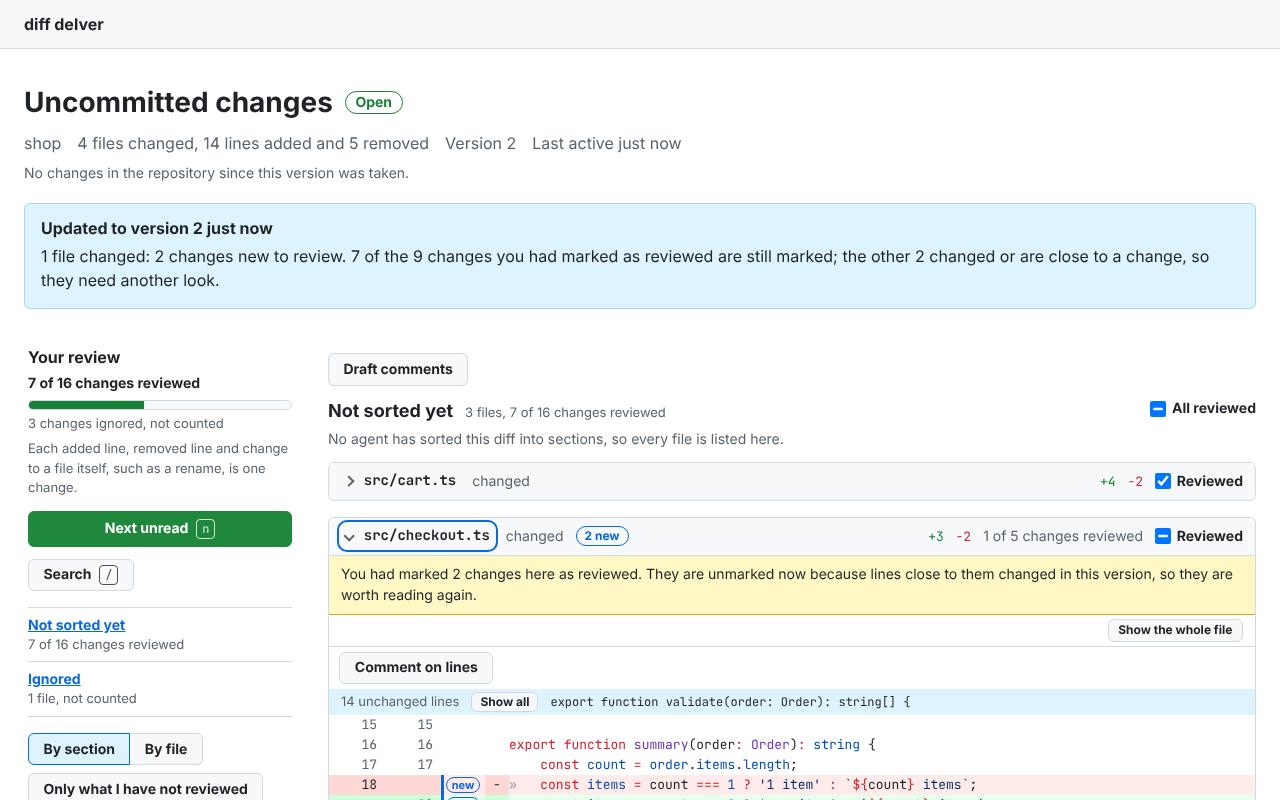 diff delver
Uncommitted changes Open
shop 4 files changed, 14 lines added and 5 removed Version 2 Last active just now
No changes in the repository since this version was taken.
Updated to version 2 just now
1 file changed: 2 changes new to review. 7 of the 9 changes you had marked as reviewed are still marked; the other 2 changed or are close to a change, so
they need another look.
Your review
7 of 16 changes reviewed
3 changes ignored, not counted
Each added line, removed line and change
to a file itself, such as a rename, is one
change.
Next unread n
Search /
Not sorted yet
7 of 16 changes reviewed
Ignored
1 file, not counted
By section By file
Only what I have not reviewed
Draft comments
Not sorted yet 3 files, 7 of 16 changes reviewed All reviewed
No agent has sorted this diff into sections, so every file is listed here.
src/cart.ts changed +4 -2 Reviewed
src/checkout.ts changed 2 new +3 -2 1 of 5 changes reviewed Reviewed
You had marked 2 changes here as reviewed. They are unmarked now because lines close to them changed in this version, so they are
worth reading again.
Show the whole file
Comment on lines
14 unchanged lines Show all export function validate(order: Order): string[] {
15 15
16 16 export function summary(order: Order): string {
17 17 const count = order.items.length;
18 new - » const items = count === 1 ? '1 item' : `${count} items`;